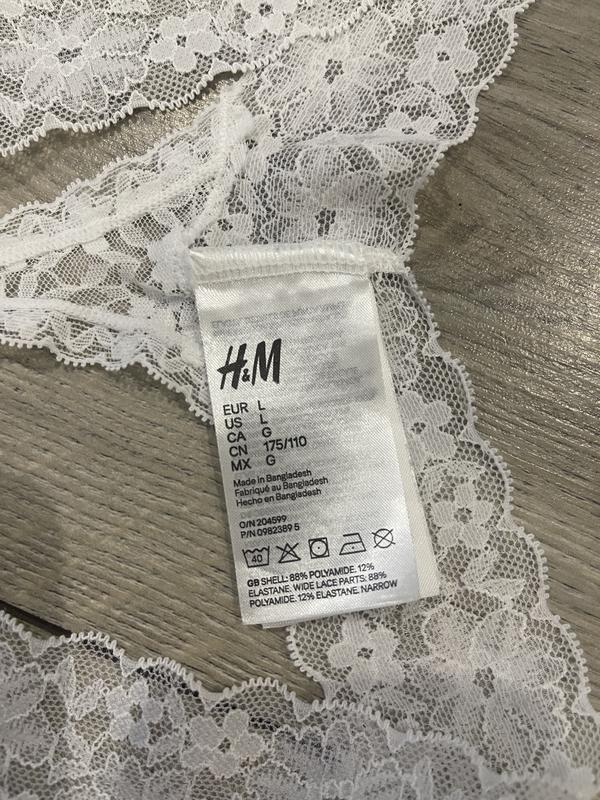 H&M
EUR L
US L
CA G
CN 175/110
MX G
Made in Bangladesh
Fabriqué au Bangladesh
Hecho en Bangladesh
O/N 204599
P/N 0982389 5
40
GB SHELL: 88% POLYAMIDE. 12%
ELASTANE. WIDE LACE PARTS: 88%
POLYAMIDE. 12% ELASTANE. NARROW